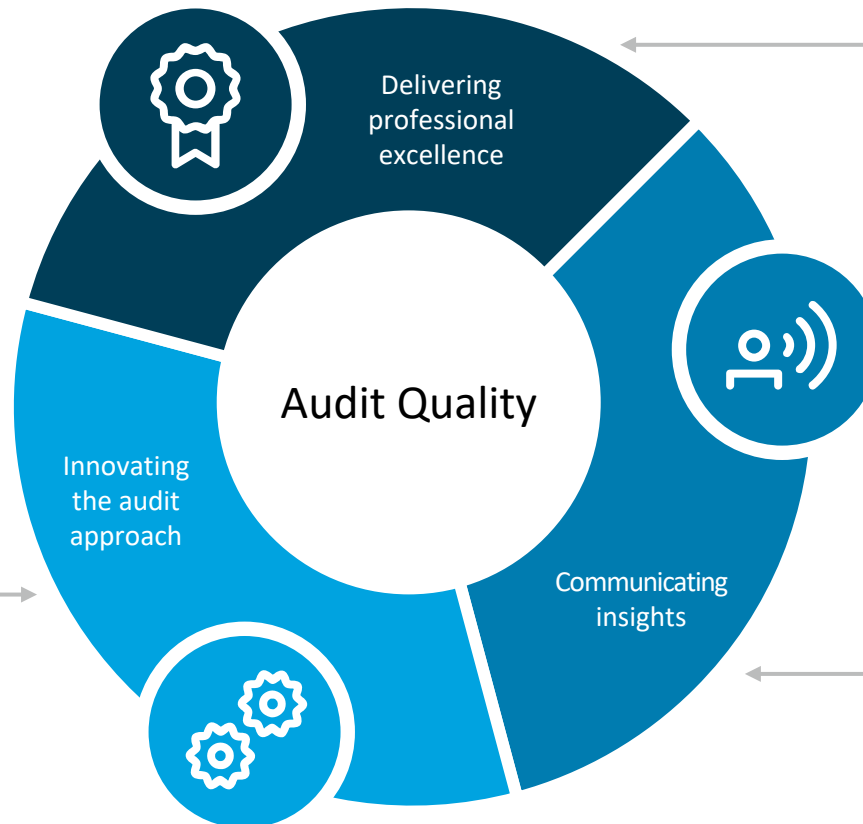 Delivering
professional
excellence
Audit Quality
Innovating
the audit
approach
Communicating
insights